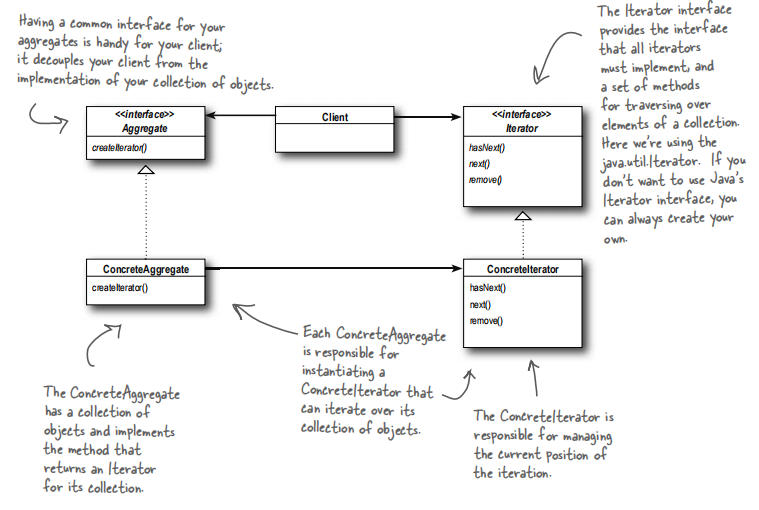 Having a common interface for your
aggregates is handy for your client;
it decouples your client from the
implementation of your collection of objects.
The Iterator interface
provides the interface
that all iterators
must implement, and
a set of methods
for traversing over
elements of a collection.
Here we're using the
java.util.Iterator. If you
don't want to use Java's
Iterator interface, you
can always create your
own.
<<interface>>
Aggregate
createIterator()
Client
<<interface>>
Iterator
hasNext()
next()
remove()
ConcreteAggregate
createIterator()
ConcreteIterator
hasNext()
next()
remove()
The ConcreteAggregate
has a collection of
objects and implements
the method that
returns an Iterator
for its collection.
Each ConcreteAggregate
is responsible for
instantiating a
ConcreteIterator that
can iterate over its
collection of objects.
The ConcreteIterator is
responsible for managing
the current position of
the iteration.